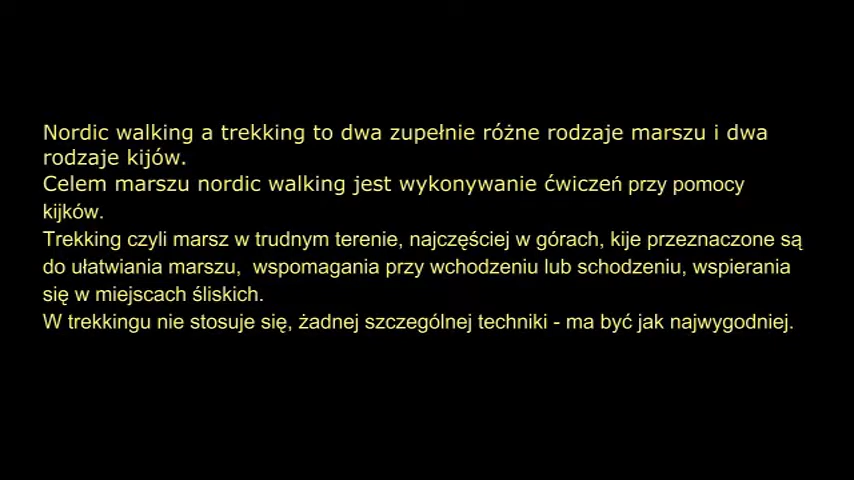 Nordic walking a trekking to dwa zupełnie różne rodzaje marszu i dwa
rodzaje kijów.
Celem marszu nordic walking jest wykonywanie ćwiczeń przy pomocy
kijków.
Trekking czyli marsz w trudnym terenie, najczęściej w górach, kije przeznaczone są
do ułatwiania marszu,  wspomagania przy wchodzeniu lub schodzeniu, wspierania
się w miejscach śliskich.
W trekkingu nie stosuje się, żadnej szczególnej techniki - ma być jak najwygodniej.